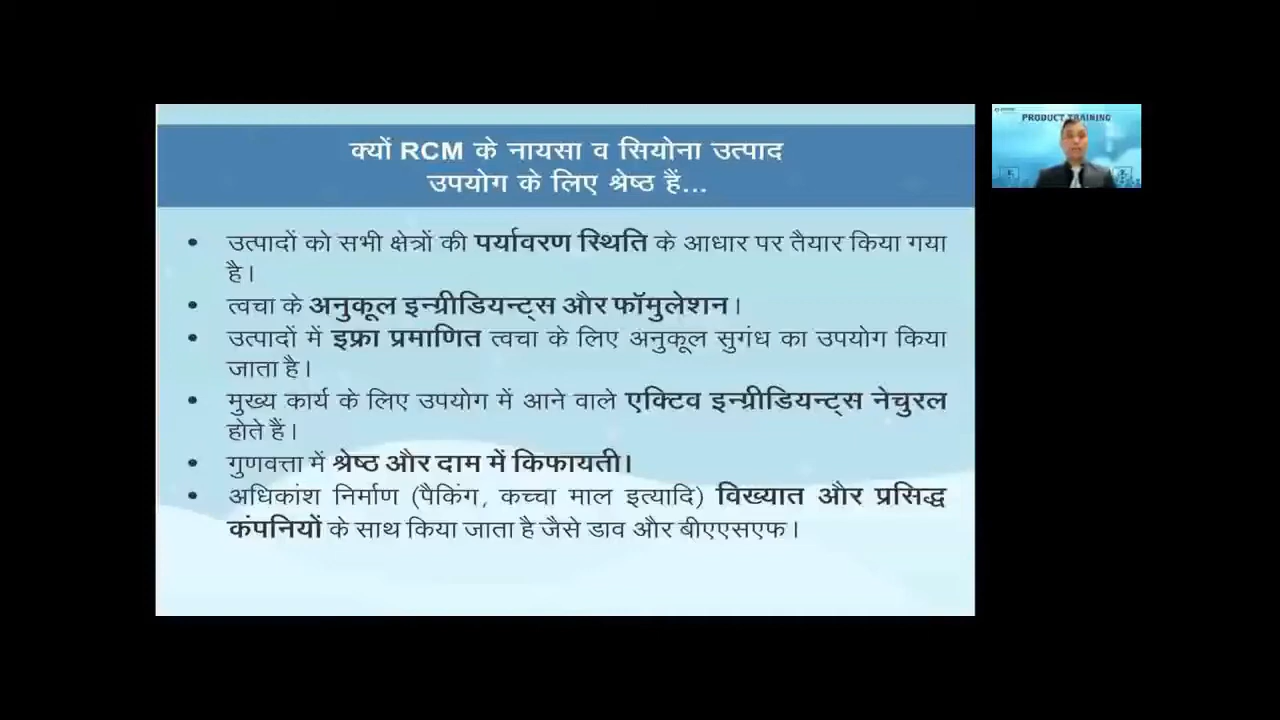 क्यों RCM के नायसा व सियोना उत्पाद
उपयोग के लिए श्रेष्ठ हैं...
• उत्पादों को सभी क्षेत्रों की पर्यावरण स्थिति के आधार पर तैयार किया गया
है।
• त्वचा के अनुकूल इन्ग्रीडियन्ट्स और फॉमुलेशन।
• उत्पादों में इफ्रा प्रमाणित त्वचा के लिए अनुकूल सुगंध का उपयोग किया
जाता है।
• मुख्य कार्य के लिए उपयोग में आने वाले एक्टिव इन्ग्रीडियन्ट्स नेचुरल
होते हैं।
• गुणवत्ता में श्रेष्ठ और दाम में किफायती।
• अधिकांश निर्माण (पैकिंग, कच्चा माल इत्यादि) विख्यात और प्रसिद्ध
कंपनियों के साथ किया जाता है जैसे डाव और बीएएसएफ।
PRODUCT TRAINING